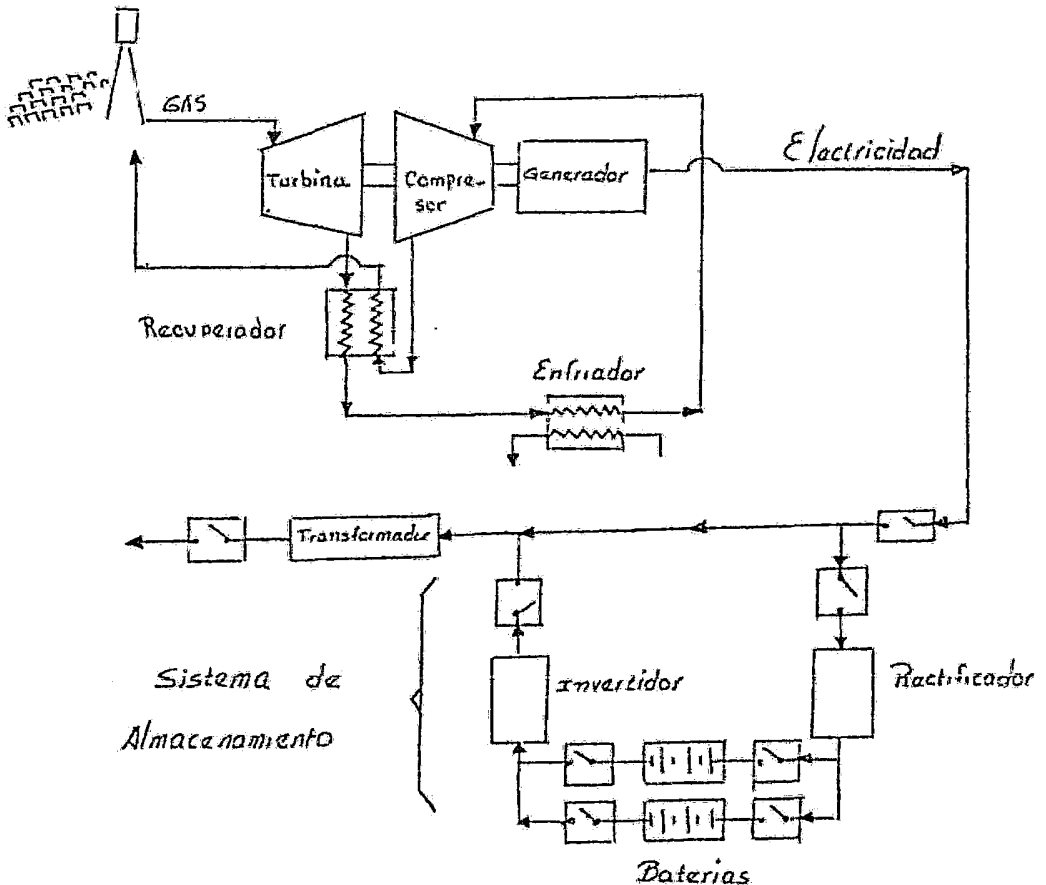 GAS
Electricidad
Turbina
Compre-
sor
Generador
Recuperador
Enfriador
Transformador
Sistema de
Almacenamiento
Invertidor
Rectificador
Baterias